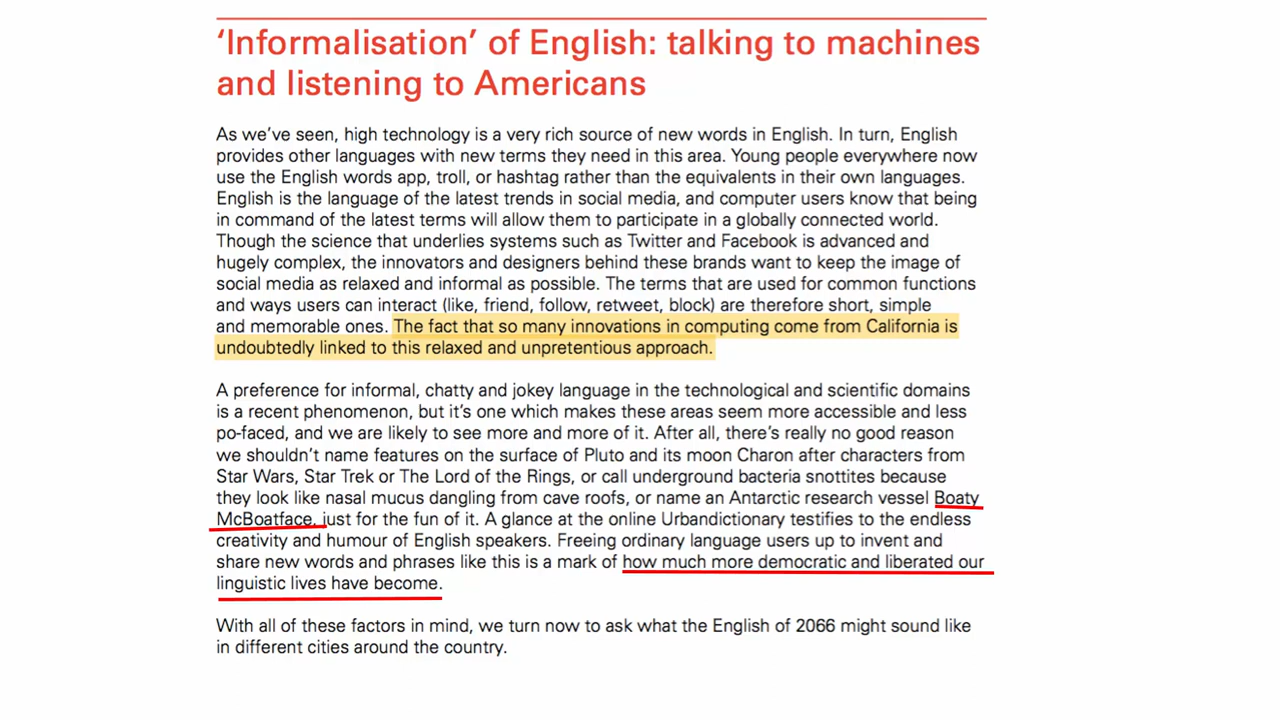 ‘Informalisation’ of English: talking to machines
and listening to Americans
As we’ve seen, high technology is a very rich source of new words in English. In turn, English
provides other languages with new terms they need in this area. Young people everywhere now
use the English words app, troll, or hashtag rather than the equivalents in their own languages.
English is the language of the latest trends in social media, and computer users know that being
in command of the latest terms will allow them to participate in a globally connected world.
Though the science that underlies systems such as Twitter and Facebook is advanced and
hugely complex, the innovators and designers behind these brands want to keep the image of
social media as relaxed and informal as possible. The terms that are used for common functions
and ways users can interact (like, friend, follow, retweet, block) are therefore short, simple
and memorable ones. The fact that so many innovations in computing come from California is
undoubtedly linked to this relaxed and unpretentious approach.
A preference for informal, chatty and jokey language in the technological and scientific domains
is a recent phenomenon, but it’s one which makes these areas seem more accessible and less
po-faced, and we are likely to see more and more of it. After all, there’s really no good reason
we shouldn’t name features on the surface of Pluto and its moon Charon after characters from
Star Wars, Star Trek or The Lord of the Rings, or call underground bacteria snottites because
they look like nasal mucus dangling from cave roofs, or name an Antarctic research vessel Boaty
McBoatface, just for the fun of it. A glance at the online Urbandictionary testifies to the endless
creativity and humour of English speakers. Freeing ordinary language users up to invent and
share new words and phrases like this is a mark of how much more democratic and liberated our
linguistic lives have become.
With all of these factors in mind, we turn now to ask what the English of 2066 might sound like
in different cities around the country.